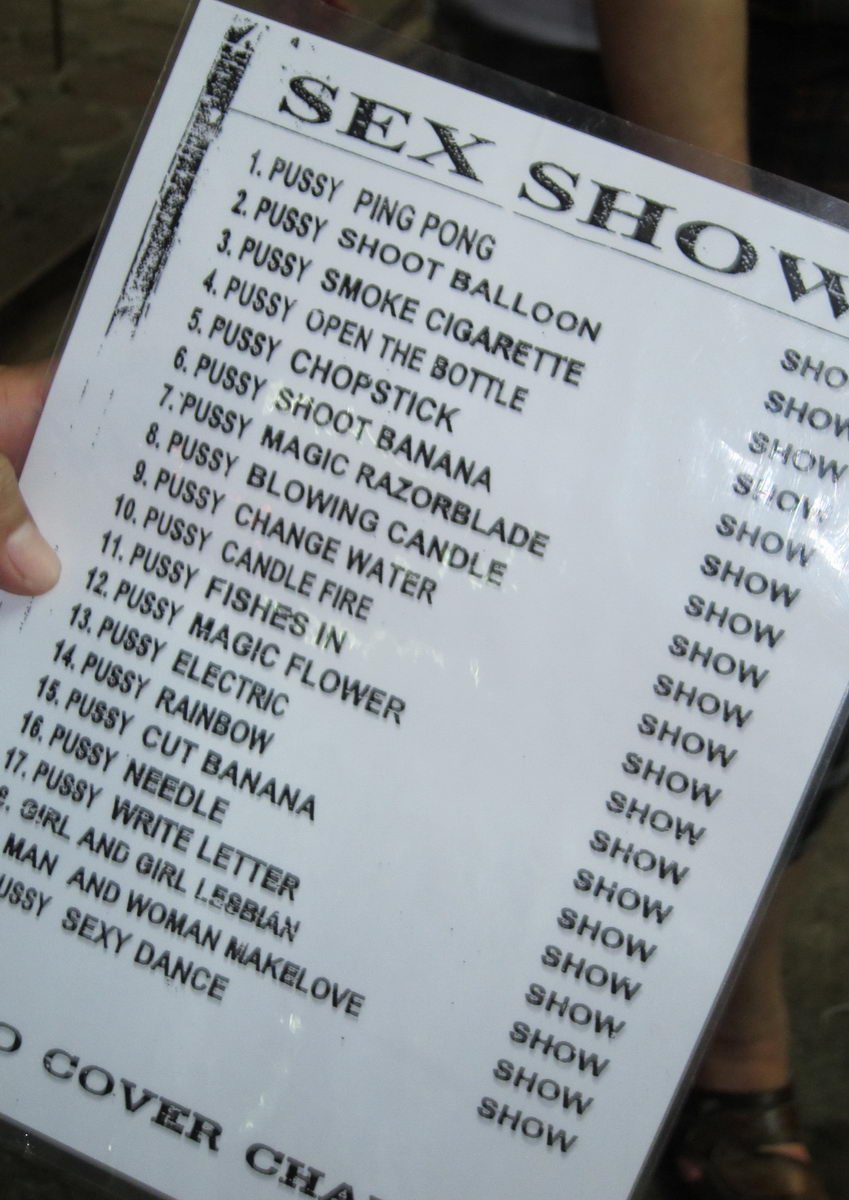 SEX SHOW
1. PUSSY PING PONG SHO
2. PUSSY SHOOT BALLOON SHOW
3. PUSSY SMOKE CIGARETTE SHOW
4. PUSSY OPEN THE BOTTLE SHOW
5. PUSSY CHOPSTICK SHOW
6. PUSSY SHOOT BANANA SHOW
7. PUSSY MAGIC RAZORBLADE SHOW
8. PUSSY BLOWING CANDLE SHOW
9. PUSSY CHANGE WATER SHOW
10. PUSSY CANDLE FIRE SHOW
11. PUSSY FISHES IN SHOW
12. PUSSY MAGIC FLOWER SHOW
13. PUSSY ELECTRIC SHOW
14. PUSSY RAINBOW SHOW
15. PUSSY CUT BANANA SHOW
16. PUSSY NEEDLE SHOW
17. PUSSY WRITE LETTER SHOW
8. GIRL AND GIRL LESBIAN SHOW
MAN AND WOMAN MAKELOVE SHOW
USSY SEXY DANCE SHOW
O COVER CHA